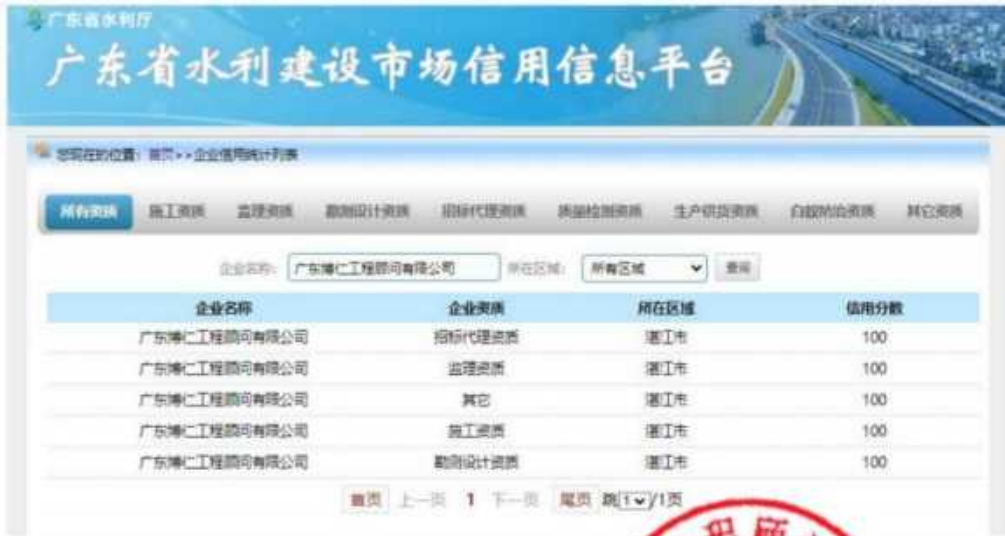 广东省水利厅
广东省水利建设市场信用信息平台
您现在的位置：首页>>企业信用统计列表
所有资质 施工资质 监理资质 勘测设计资质 招标代理资质 质量检测资质 生产供货资质 白蚁防治资质 其它资质
企业名称： 广东博仁工程顾问有限公司 所在区域： 所有区域 查询
企业名称 企业资质 所在区域 信用分数
广东博仁工程顾问有限公司 招标代理资质 湛江市 100
广东博仁工程顾问有限公司 监理资质 湛江市 100
广东博仁工程顾问有限公司 其它 湛江市 100
广东博仁工程顾问有限公司 施工资质 湛江市 100
广东博仁工程顾问有限公司 勘测设计资质 湛江市 100
首页 上一页 1 下一页 尾页 跳1/1页
顾